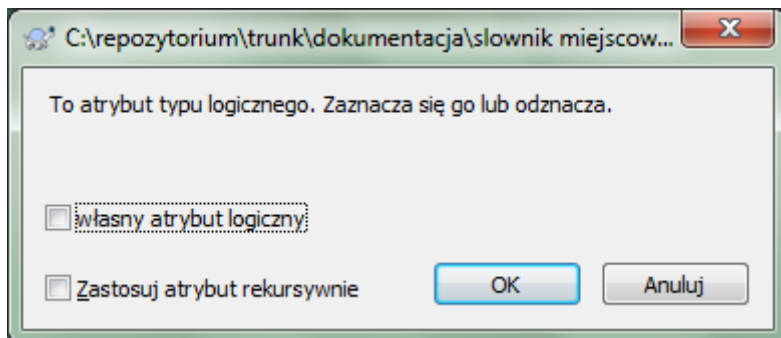 C:\repozytorium\trunk\dokumentacja\slownik miejscow...
To atrybut typu logicznego. Zaznacza się go lub odznacza.
własny atrybut logiczny
Zastosuj atrybut rekursywnie
OK
Anuluj